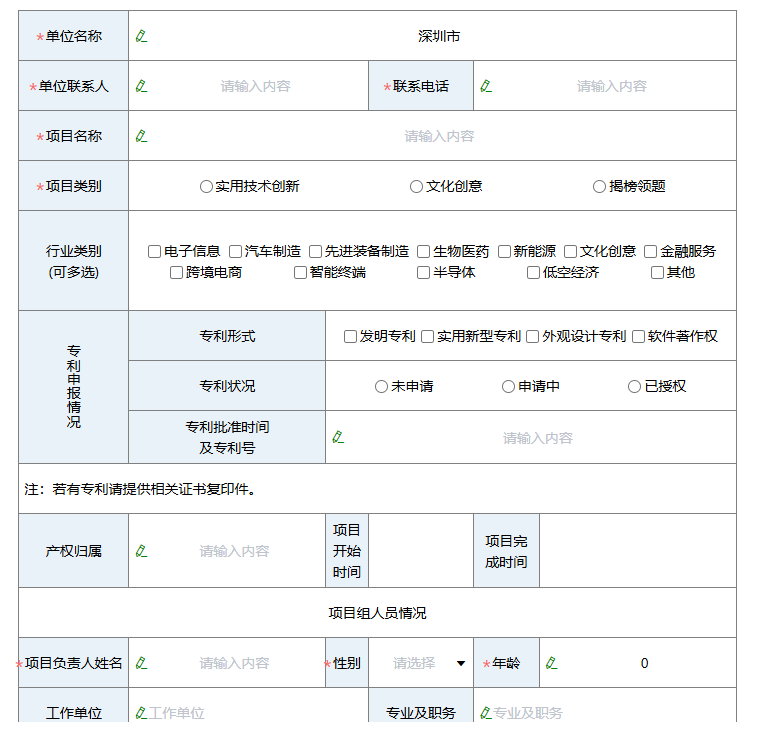 *单位名称 深圳市
*单位联系人 请输入内容 *联系电话 请输入内容
*项目名称 请输入内容
*项目类别 实用技术创新 文化创意 揭榜领题
行业类别
(可多选)
电子信息 汽车制造 先进装备制造 生物医药 新能源 文化创意 金融服务
跨境电商 智能终端 半导体 低空经济 其他
专利申报情况
专利形式 发明专利 实用新型专利 外观设计专利 软件著作权
专利状况 未申请 申请中 已授权
专利批准时间
及专利号
请输入内容
注：若有专利请提供相关证书复印件。
产权归属 请输入内容
项目
开始
时间
项目完
成时间
项目组人员情况
*项目负责人姓名 请输入内容 *性别 请选择 *年龄 0
工作单位 工作单位 专业及职务 专业及职务